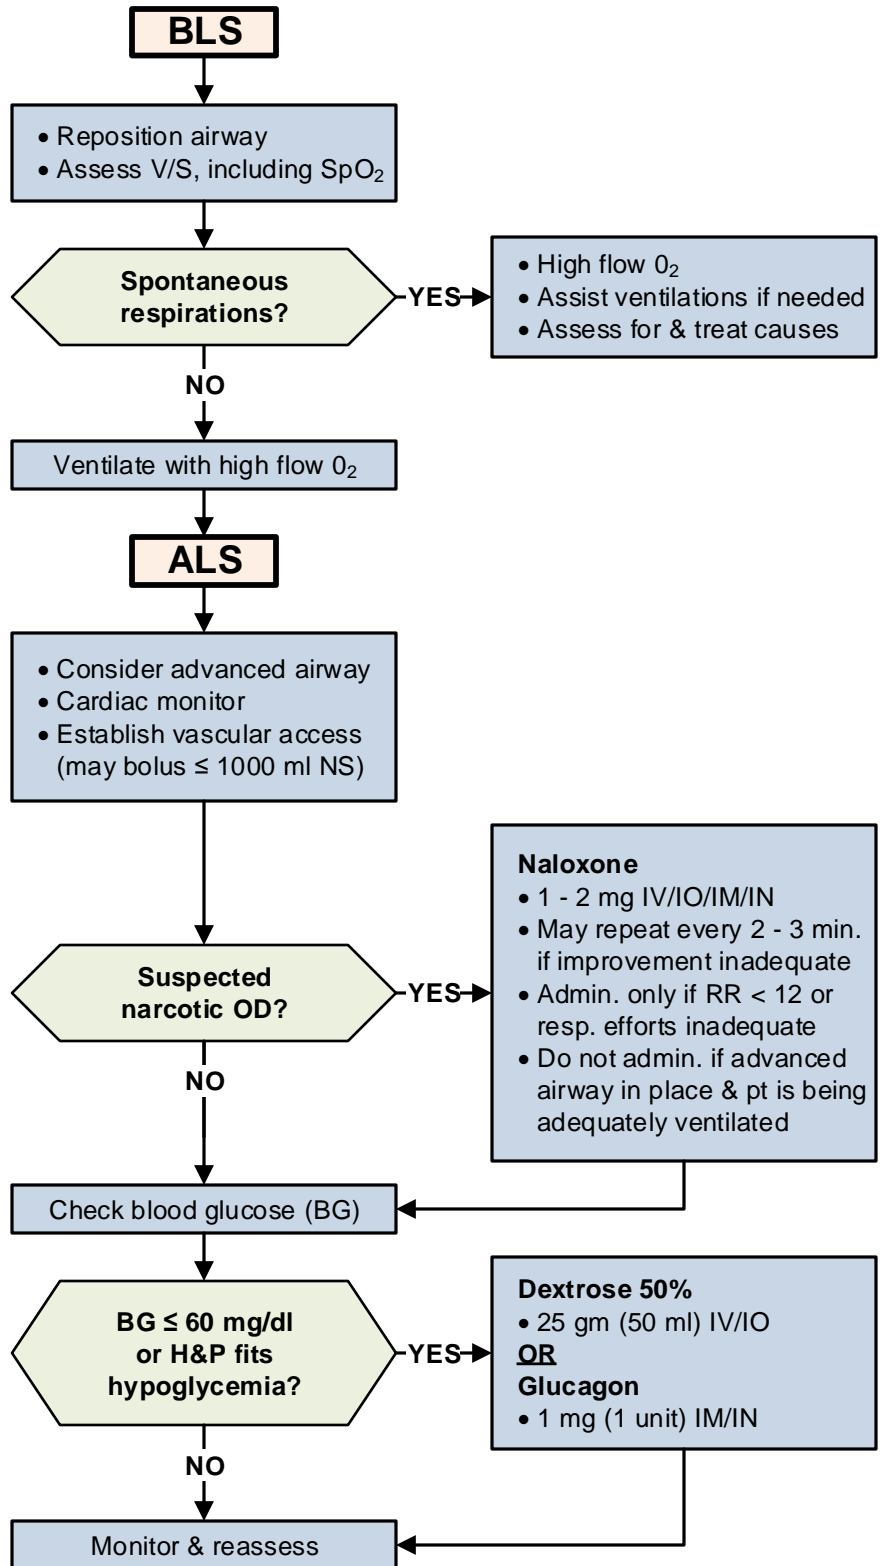 BLS
• Reposition airway
• Assess V/S, including SpO₂
Spontaneous
respirations?
YES
• High flow 0₂
• Assist ventilations if needed
• Assess for & treat causes
NO
Ventilate with high flow 0₂
ALS
• Consider advanced airway
• Cardiac monitor
• Establish vascular access
(may bolus ≤ 1000 ml NS)
Suspected
narcotic OD?
YES
Naloxone
• 1 - 2 mg IV/IO/IM/IN
• May repeat every 2 - 3 min.
if improvement inadequate
• Admin. only if RR < 12 or
resp. efforts inadequate
• Do not admin. if advanced
airway in place & pt is being
adequately ventilated
NO
Check blood glucose (BG)
BG ≤ 60 mg/dl
or H&P fits
hypoglycemia?
YES
Dextrose 50%
• 25 gm (50 ml) IV/IO
OR
Glucagon
• 1 mg (1 unit) IM/IN
NO
Monitor & reassess